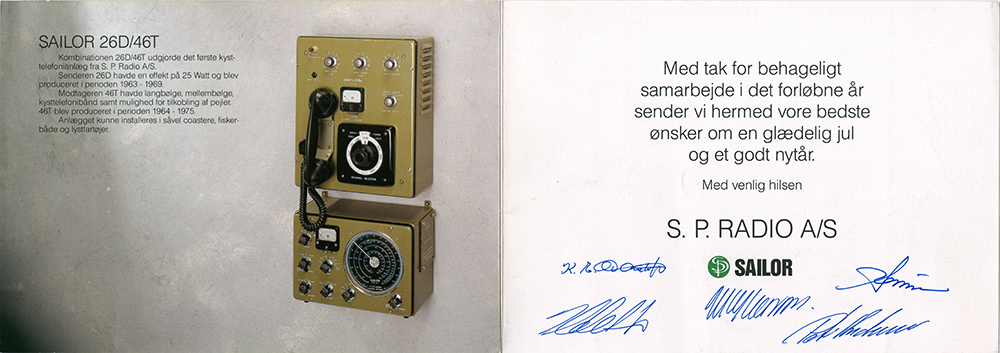 SAILOR 26D/46T
Kombinationen 26D/46T udgjorde det første kyst-
telefonianlæg fra S. P. Radio A/S.
Senderen 26D havde en effekt på 25 Watt og blev
produceret i perioden 1963 - 1969.
Modtageren 46T havde langbølge, mellembølge,
kysttelefonibånd samt mulighed for tilkobling af pejler.
46T blev produceret i perioden 1964 - 1975.
Anlægget kunne installeres i såvel coastere, fisker-
både og lystfartøjer.
Med tak for behageligt
samarbejde i det forløbne år
sender vi hermed vore bedste
ønsker om en glædelig jul
og et godt nytår.
Med venlig hilsen
S. P. RADIO A/S
SAILOR